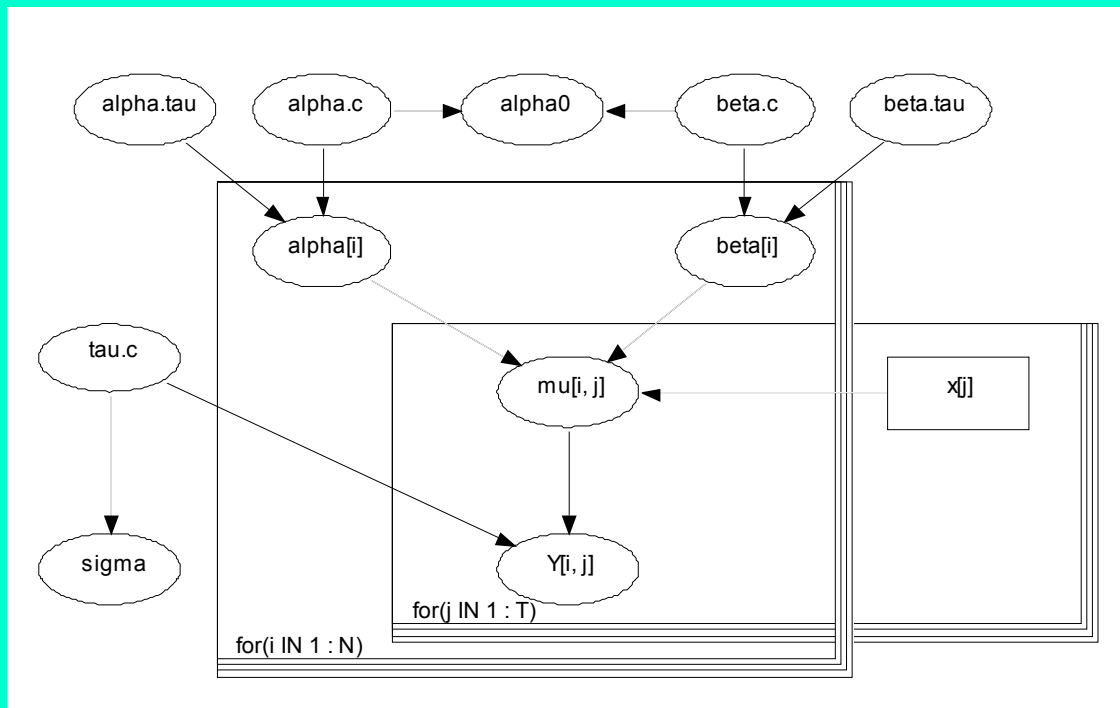 alpha.tau
alpha.c
alpha0
beta.c
beta.tau
alpha[i]
beta[i]
tau.c
mu[i, j]
x[j]
sigma
Y[i, j]
for(j IN 1 : T)
for(i IN 1 : N)